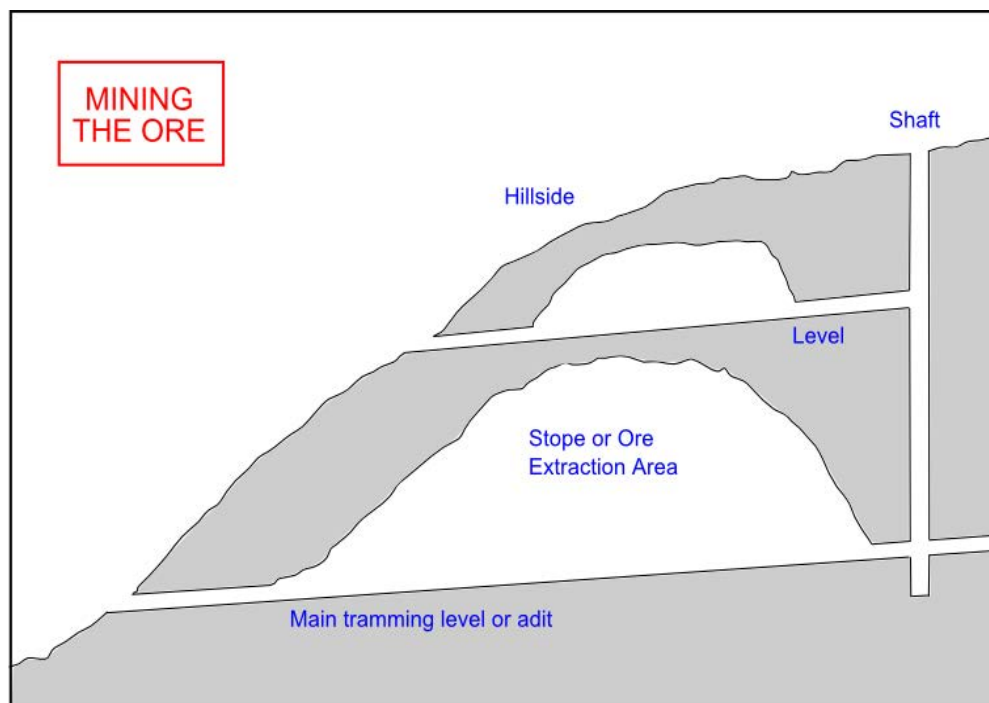 MINING
THE ORE
Shaft
Hillside
Level
Stope or Ore
Extraction Area
Main tramming level or adit